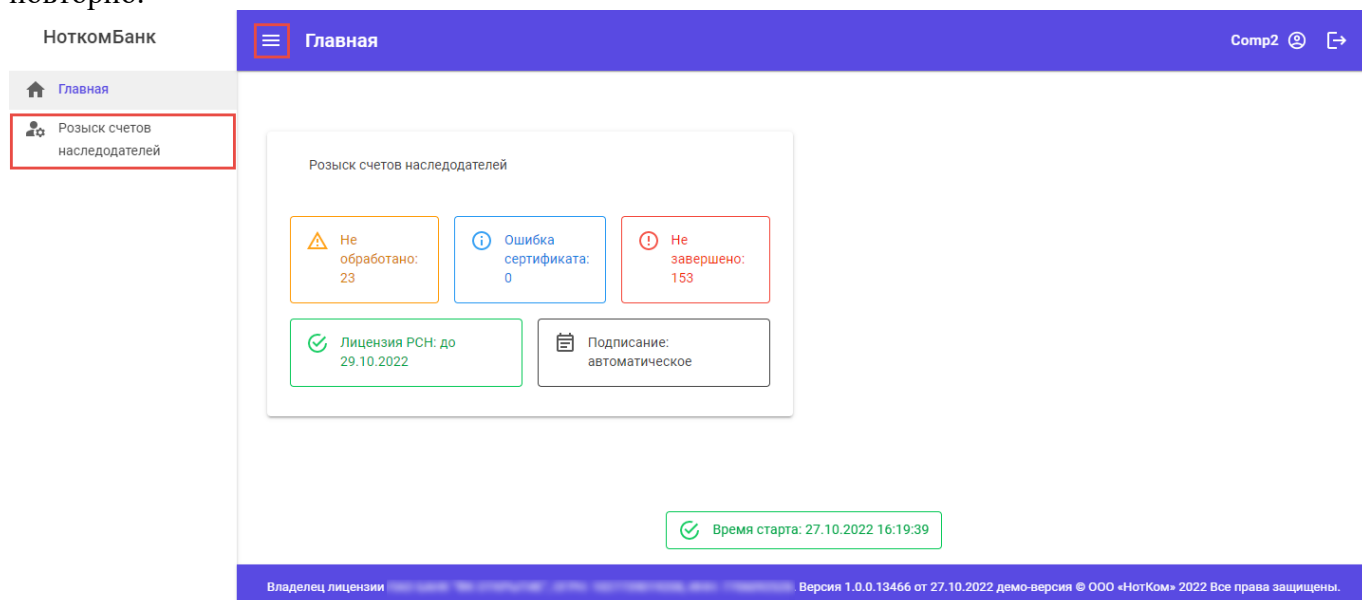 повторно.
НоткомБанк
Главная
Comp2
Главная
Розыск счетов
наследодателей
Розыск счетов наследодателей
Не
обработано:
23
Ошибка
сертификата:
0
Не
завершено:
153
Лицензия РСН: до
29.10.2022
Подписание:
автоматическое
Время старта: 27.10.2022 16:19:39
Владелец лицензии . Версия 1.0.0.13466 от 27.10.2022 демо-версия © ООО «НотКом» 2022 Все права защищены.